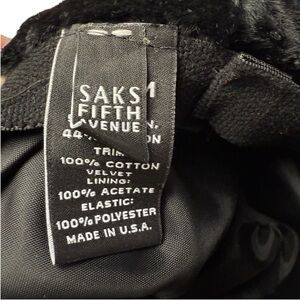 SAKS
FIFTH
AVENUE
TRIM
100% COTTON
VELVET
LINING:
100% ACETATE
ELASTIC:
100% POLYESTER
MADE IN U.S.A.